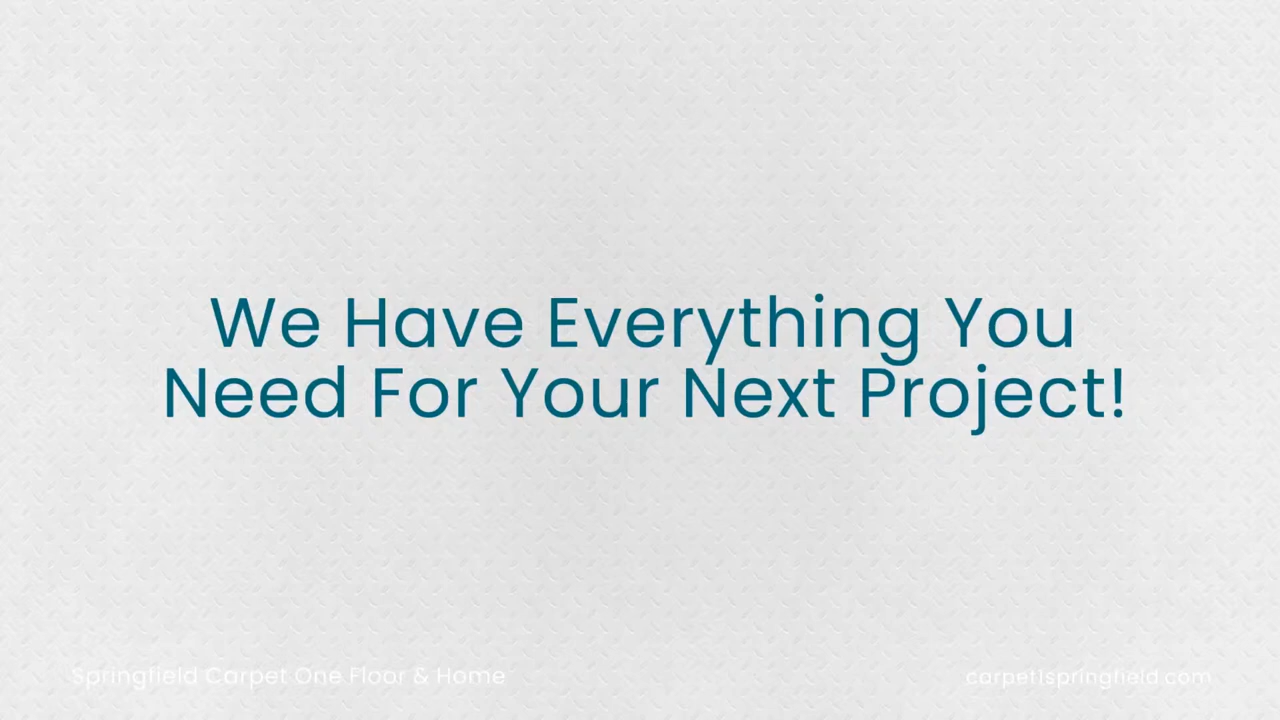 We Have Everything You
Need For Your Next Project!
Springfield Carpet One Floor & Home
carpet1springfield.com